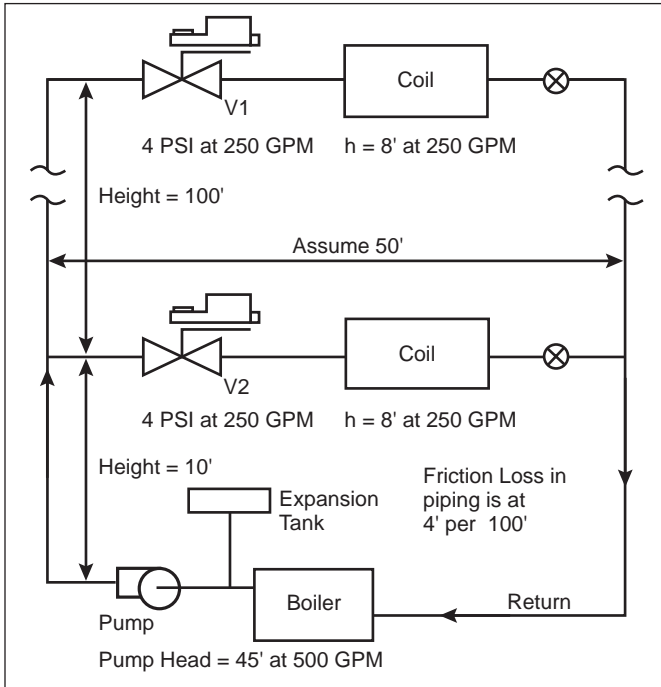 Coil
V1
4 PSI at 250 GPM
h = 8' at 250 GPM
Height = 100'
Assume 50'
Coil
V2
4 PSI at 250 GPM
h = 8' at 250 GPM
Height = 10'
Friction Loss in
piping is at
4' per 100'
Expansion
Tank
Boiler
Return
Pump
Pump Head = 45' at 500 GPM